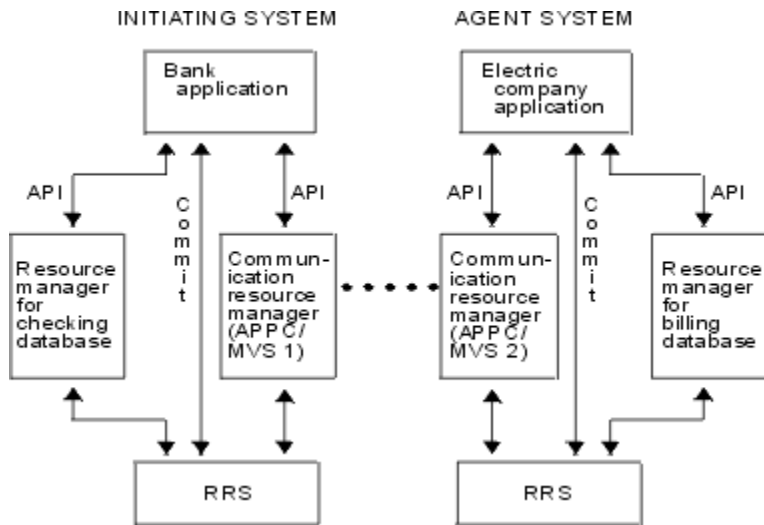 INITIATING SYSTEM
AGENT SYSTEM
Bank
application
Electric
company
application
API
API
Commit
API
Commit
API
Resource
manager
for
checking
database
Commun-
ication
resource
manager
(APPC/
MVS 1)
Commun-
ication
resource
manager
(APPC/
MVS 2)
Resource
manager
for
billing
database
RRS
RRS